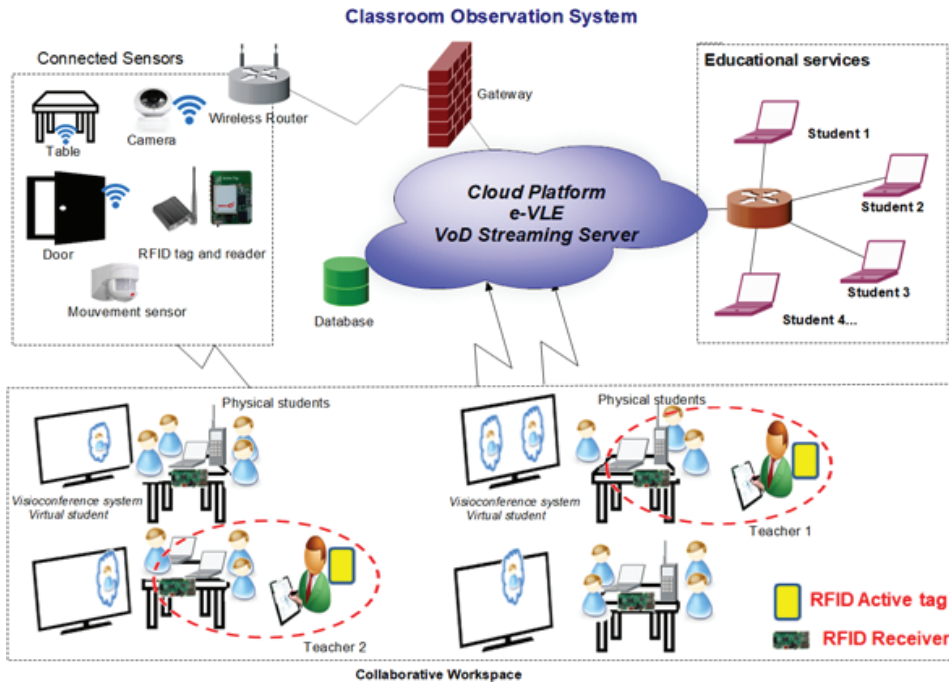 Classroom Observation System
Connected Sensors
Table
Camera
Door
RFID tag and reader
Mouvement sensor
Wireless Router
Gateway
Cloud Platform
e-VLE
VoD Streaming Server
Database
Educational services
Student 1
Student 2
Student 3
Student 4...
Physical students
Visioconference system
Virtual student
Teacher 2
Physical students
Visioconference system
Virtual student
Teacher 1
RFID Active tag
RFID Receiver
Collaborative Workspace